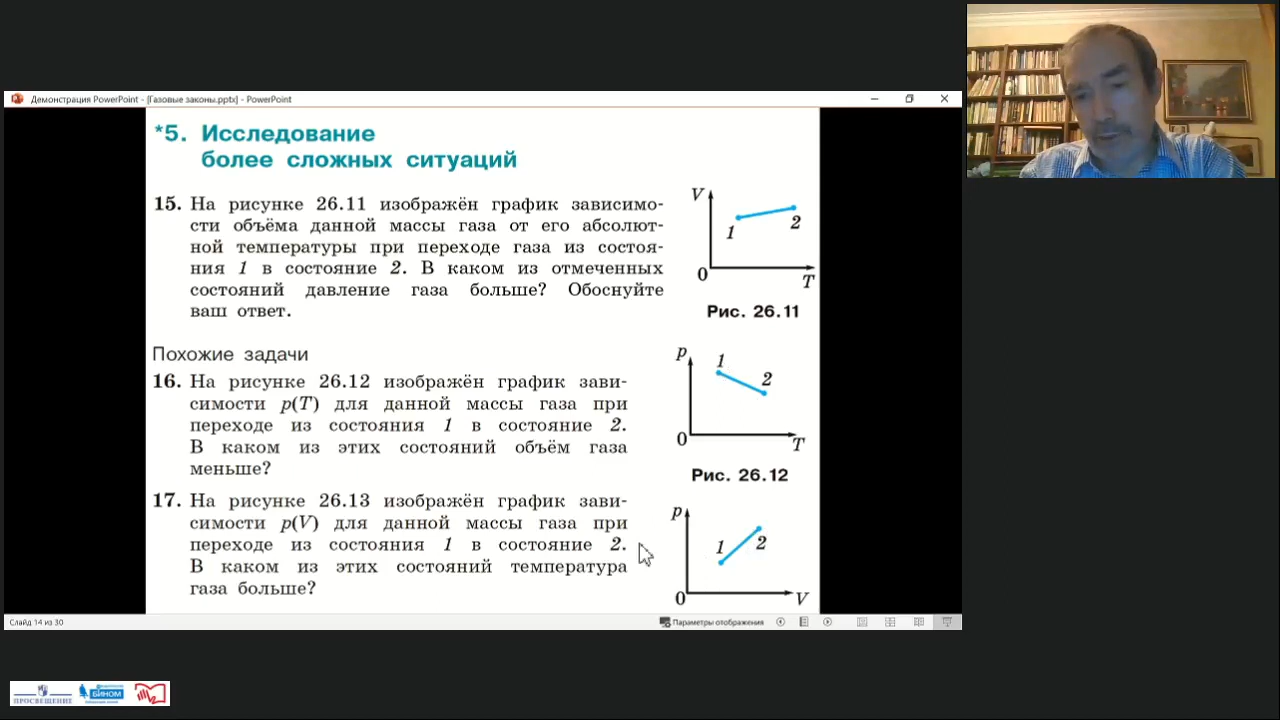 Демонстрация PowerPoint - [Газовые законы.pptx] - PowerPoint
*5. Исследование
более сложных ситуаций
15. На рисунке 26.11 изображён график зависимо-
сти объёма данной массы газа от его абсолют-
ной температуры при переходе газа из состоя-
ния 1 в состояние 2. В каком из отмеченных
состояний давление газа больше? Обоснуйте
ваш ответ.
V
1
2
0
T
Рис. 26.11
Похожие задачи
16. На рисунке 26.12 изображён график зави-
симости p(T) для данной массы газа при
переходе из состояния 1 в состояние 2.
В каком из этих состояний объём газа
меньше?
p
1
2
0
T
Рис. 26.12
17. На рисунке 26.13 изображён график зави-
симости p(V) для данной массы газа при
переходе из состояния 1 в состояние 2.
В каком из этих состояний температура
газа больше?
p
1
2
0
V
Слайд 14 из 30
Параметры отображения
ПРОСВЕЩЕНИЕ
БИНОМ